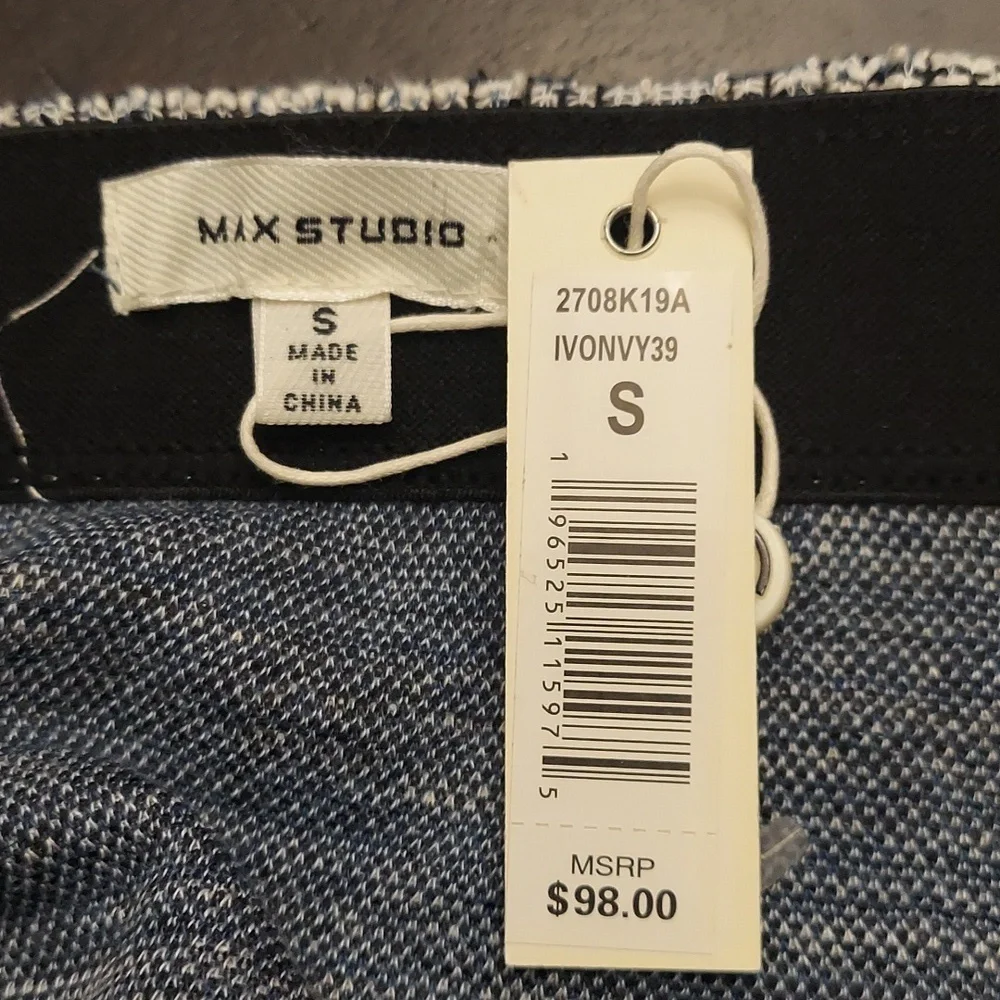 MAX STUDIO
S
MADE
IN
CHINA
2708K19A
IVONVY39
S
1 96525 11597 5
MSRP
$98.00